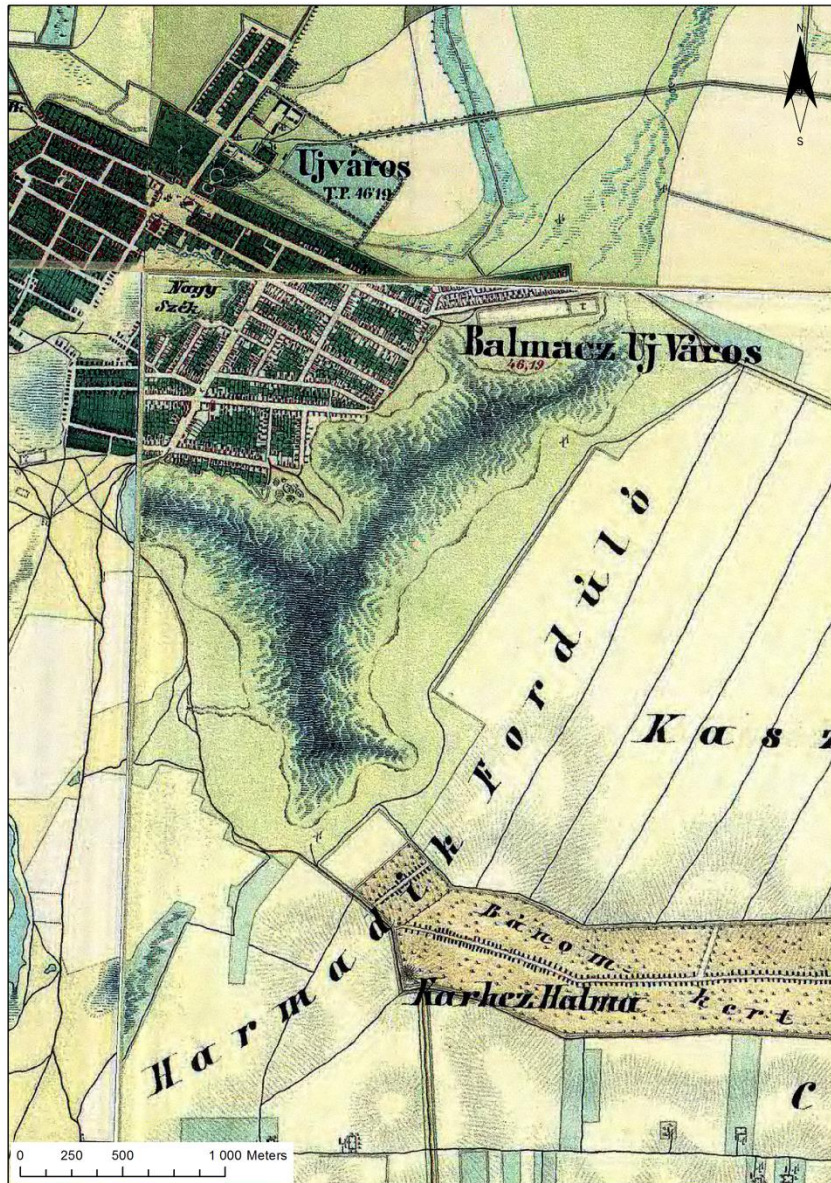 N
S
Ujváros
T.P. 46°19
Nagy
Szék
Balmacz Uj Város
46,19
Harmadik Fordúló
Kasz
Bánom
kert
Karhcz Halma
C
0 250 500 1 000 Meters